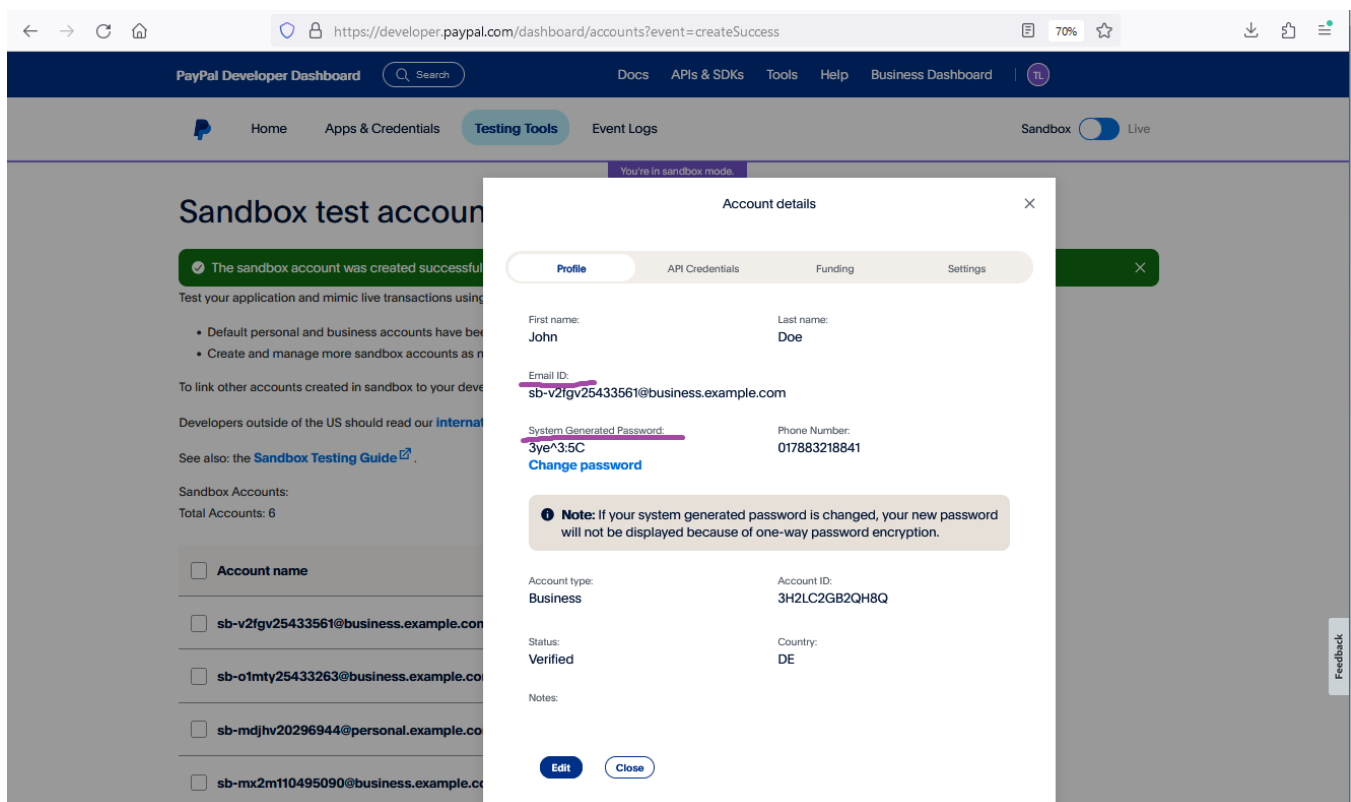 https://developer.paypal.com/dashboard/accounts?event=createSuccess
70%
PayPal Developer Dashboard
Search
Docs
APIs & SDKs
Tools
Help
Business Dashboard
TL
Home
Apps & Credentials
Testing Tools
Event Logs
Sandbox
Live
You're in sandbox mode.
Sandbox test accoun
The sandbox account was created successful
Test your application and mimic live transactions using
• Default personal and business accounts have bee
• Create and manage more sandbox accounts as n
To link other accounts created in sandbox to your deve
Developers outside of the US should read our internat
See also: the Sandbox Testing Guide.
Sandbox Accounts:
Total Accounts: 6
Account name
sb-v2fgv25433561@business.example.con
sb-o1mty25433263@business.example.co
sb-mdjhv20296944@personal.example.co
sb-mx2m110495090@business.example.co
Account details
Profile
API Credentials
Funding
Settings
First name:
Last name:
John
Doe
Email ID:
sb-v2fgv25433561@business.example.com
System Generated Password:
Phone Number:
3ye^3:5C
017883218841
Change password
Note: If your system generated password is changed, your new password
will not be displayed because of one-way password encryption.
Account type:
Account ID:
Business
3H2LC2GB2QH8Q
Status:
Country:
Verified
DE
Notes:
Edit
Close
Feedback